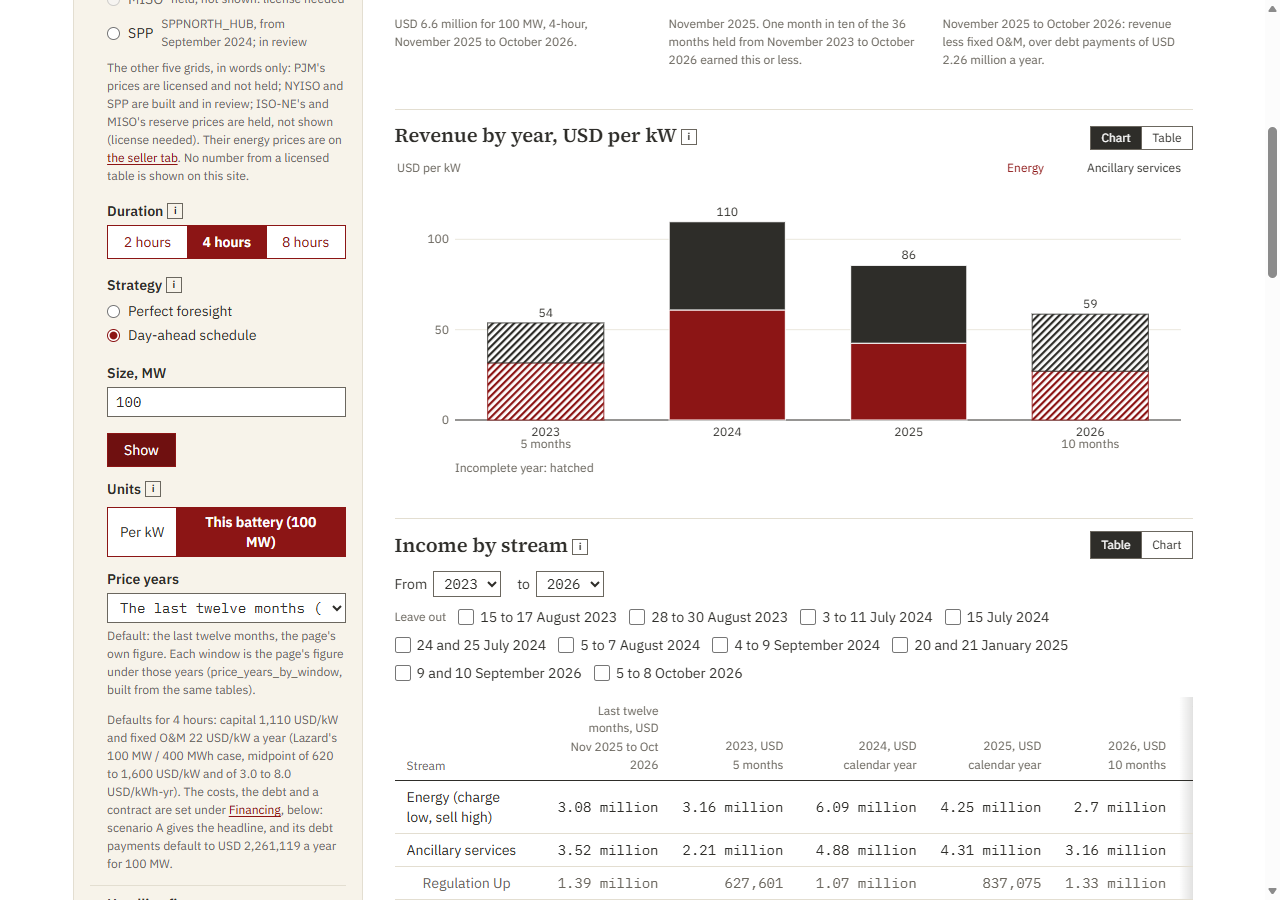 SPP
SPPNORTH_HUB, from
September 2024; in review
The other five grids, in words only: PJM's
prices are licensed and not held; NYISO and
SPP are built and in review; ISO-NE's and
MISO's reserve prices are held, not shown
(license needed). Their energy prices are on
the seller tab. No number from a licensed
table is shown on this site.
Duration i
2 hours 4 hours 8 hours
Strategy i
Perfect foresight
Day-ahead schedule
Size, MW
100
Show
Units i
Per kW This battery (100
MW)
Price years
The last twelve months (
Default: the last twelve months, the page's
own figure. Each window is the page's figure
under those years (price_years_by_window,
built from the same tables).
Defaults for 4 hours: capital 1,110 USD/kW
and fixed O&M 22 USD/kW a year (Lazard's
100 MW / 400 MWh case, midpoint of 620
to 1,600 USD/kW and of 3.0 to 8.0
USD/kWh-yr). The costs, the debt and a
contract are set under Financing, below:
scenario A gives the headline, and its debt
payments default to USD 2,261,119 a year
for 100 MW.
USD 6.6 million for 100 MW, 4-hour,
November 2025 to October 2026.
November 2025. One month in ten of the 36
months held from November 2023 to October
2026 earned this or less.
November 2025 to October 2026: revenue
less fixed O&M, over debt payments of USD
2.26 million a year.
Revenue by year, USD per kW i
Chart Table
USD per kW
Energy Ancillary services
100
50
0
54
110
86
59
2023
5 months
2024
2025
2026
10 months
Incomplete year: hatched
Income by stream i
Table Chart
From 2023 to 2026
Leave out 15 to 17 August 2023 28 to 30 August 2023 3 to 11 July 2024 15 July 2024
24 and 25 July 2024 5 to 7 August 2024 4 to 9 September 2024 20 and 21 January 2025
9 and 10 September 2026 5 to 8 October 2026
Stream
Last twelve
months, USD
Nov 2025 to Oct
2026
2023, USD
5 months
2024, USD
calendar year
2025, USD
calendar year
2026, USD
10 months
Energy (charge
low, sell high) 3.08 million 3.16 million 6.09 million 4.25 million 2.7 million
Ancillary services 3.52 million 2.21 million 4.88 million 4.31 million 3.16 million
Regulation Up 1.39 million 627,601 1.07 million 837,075 1.33 million